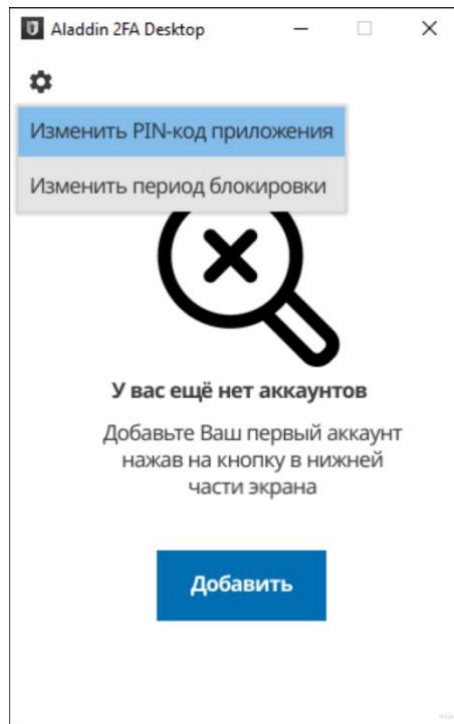 Aladdin 2FA Desktop
Изменить PIN-код приложения
Изменить период блокировки
У вас ещё нет аккаунтов
Добавьте Ваш первый аккаунт
нажав на кнопку в нижней
части экрана
Добавить